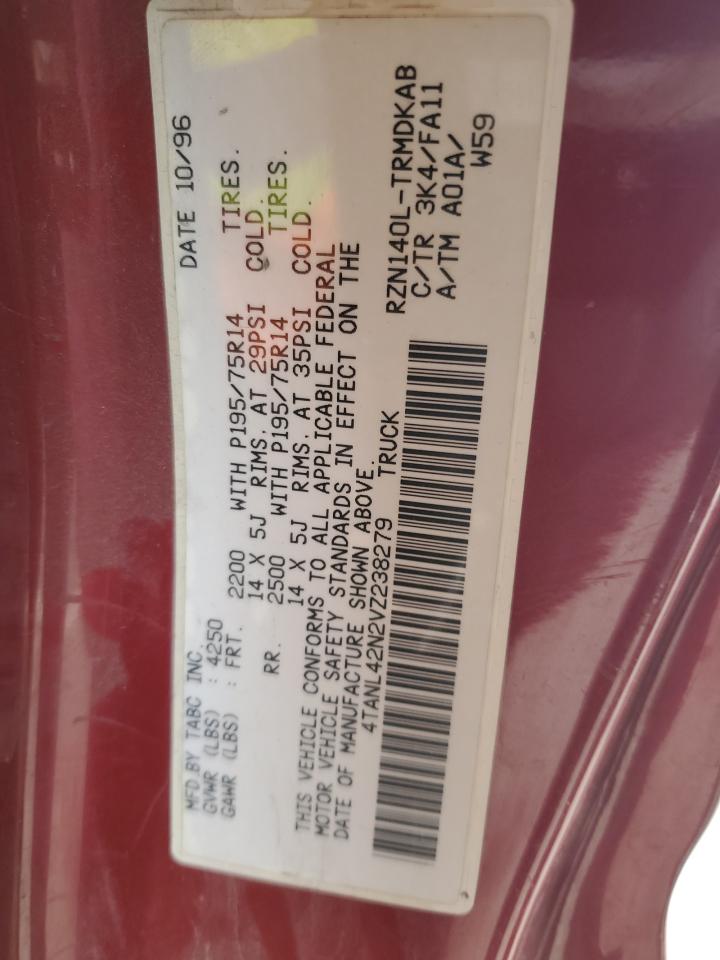 MFD.BY TABC INC. DATE 10/96
GVWR (LBS) : 4250
GAWR (LBS) : FRT. 2200 WITH P195/75R14 TIRES.
14 X 5J RIMS, AT 29PSI COLD.
RR. 2500 WITH P195/75R14 TIRES.
14 X 5J RIMS, AT 35PSI COLD.
THIS VEHICLE CONFORMS TO ALL APPLICABLE FEDERAL
MOTOR VEHICLE SAFETY STANDARDS IN EFFECT ON THE
DATE OF MANUFACTURE SHOWN ABOVE.
4TANL42N2VZ238279 TRUCK
RZN140L-TRMDKAB
C/TR 3K4/FA11
A/TM A01A/
W59